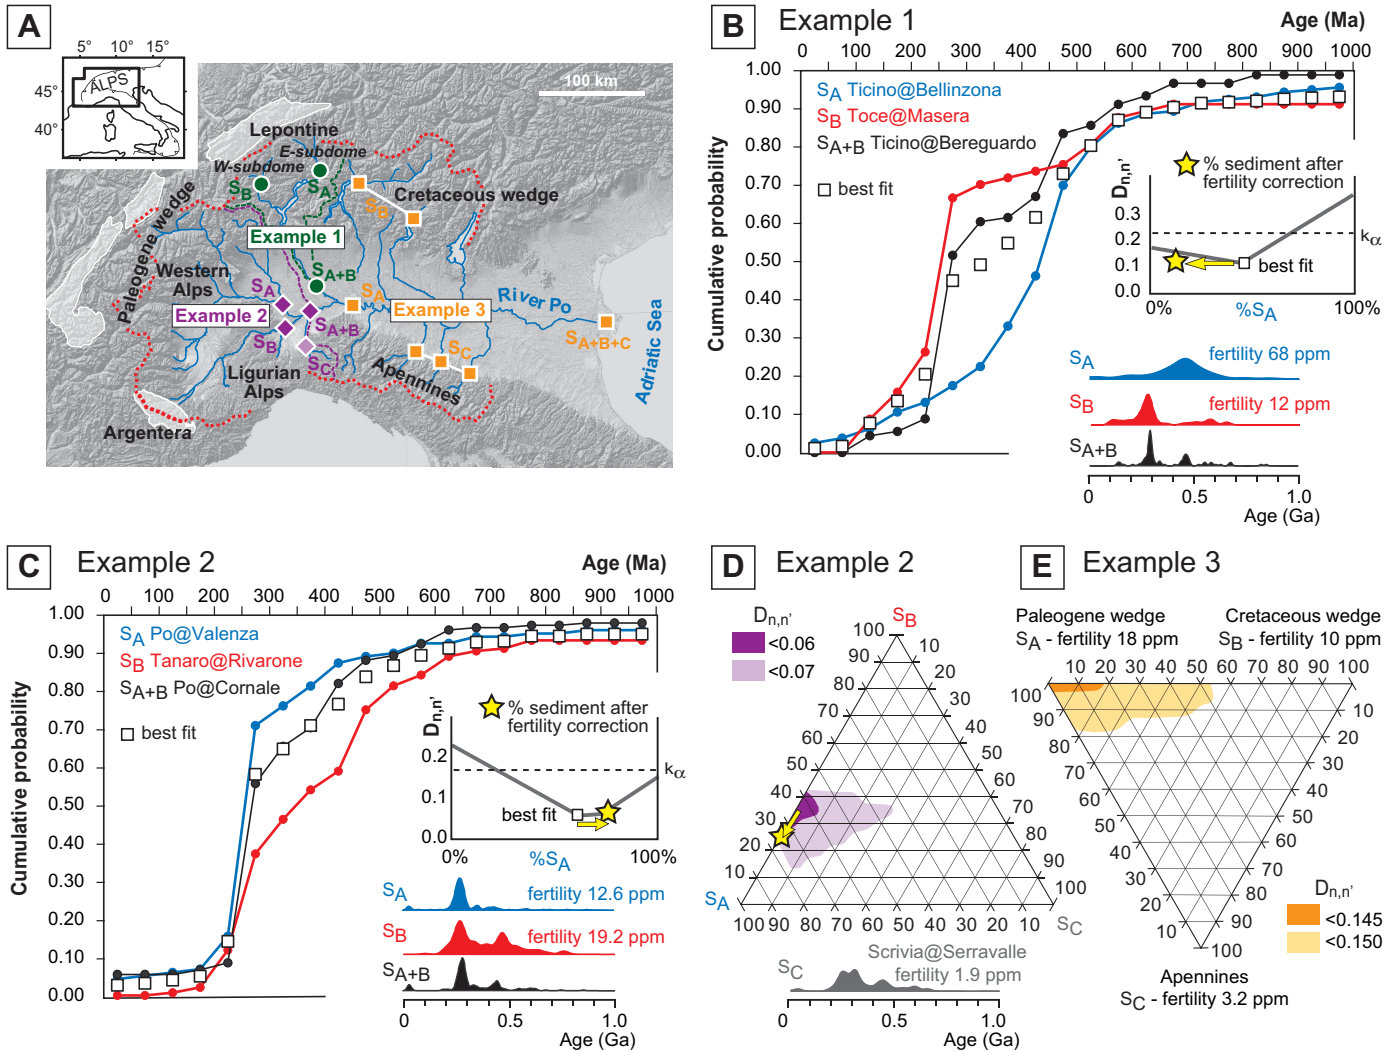 A
5° 10° 15°
45°
40°
ALPS
100 km
Lepontine
E-subdome
W-subdome
SA
SB
SB
Cretaceous wedge
Paleogene wedge
Example 1
Western
Alps
SA+B
SA
SA
Example 3
River Po
Example 2
SA+B
SB
SC
SC
SA+B+C
Ligurian
Alps
Apennines
Argentera
Adriatic Sea
B Example 1
Age (Ma)
0 100 200 300 400 500 600 700 800 900 1000
Cumulative probability
1.00
0.90
0.80
0.70
0.60
0.50
0.40
0.30
0.20
0.10
0.00
SA Ticino@Bellinzona
SB Toce@Masera
SA+B Ticino@Bereguardo
best fit
% sediment after
fertility correction
Dn,n'
0.3
0.2
0.1
0.0
kα
best fit
0% 100%
%SA
SA fertility 68 ppm
SB fertility 12 ppm
SA+B
0 0.5 1.0
Age (Ga)
C Example 2
Age (Ma)
0 100 200 300 400 500 600 700 800 900 1000
Cumulative probability
1.00
0.90
0.80
0.70
0.60
0.50
0.40
0.30
0.20
0.10
0.00
SA Po@Valenza
SB Tanaro@Rivarone
SA+B Po@Cornale
best fit
% sediment after
fertility correction
Dn,n'
0.2
0.1
0.0
kα
best fit
0% 100%
%SA
SA fertility 12.6 ppm
SB fertility 19.2 ppm
SA+B
0 0.5 1.0
Age (Ga)
D Example 2
Dn,n'
<0.06
<0.07
SB
100 10
90 20
80 30
70 40
60 50
50 60
40 70
30 80
20 90
10 100
SA
SC
100 90 80 70 60 50 40 30 20 10
Scrivia@Serravalle
SC fertility 1.9 ppm
0 0.5 1.0
Age (Ga)
E Example 3
Paleogene wedge
SA - fertility 18 ppm
Cretaceous wedge
SB - fertility 10 ppm
10 20 30 40 50 60 70 80 90 100
100 10
90 20
80 30
70 40
60 50
50 60
40 70
30 80
20 90
10 100
Dn,n'
<0.145
<0.150
Apennines
SC - fertility 3.2 ppm